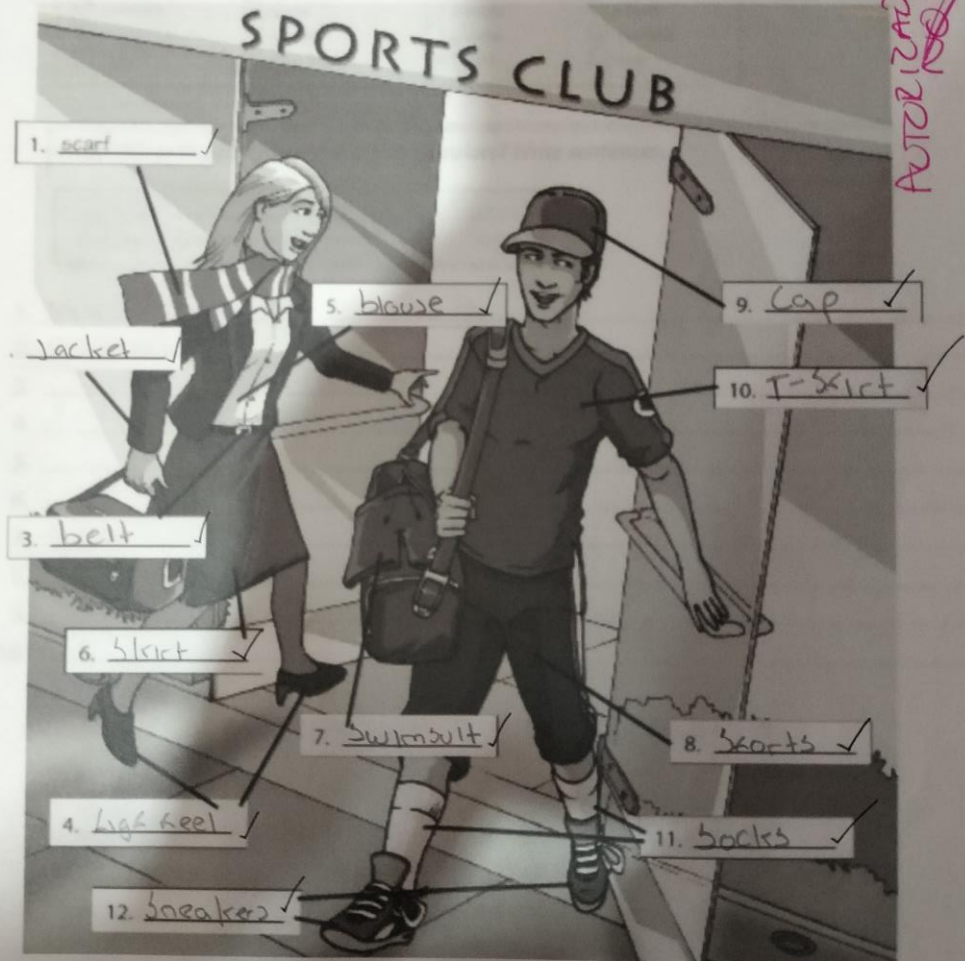 SPORTS CLUB
AUTORIZA
1. scarf
5. blouse
9. Cap
Jacket
10. T-Shirt
3. belt
6. Skirt
7. Swimsuit
8. Shorts
4. high heel
11. Socks
12. Sneakers